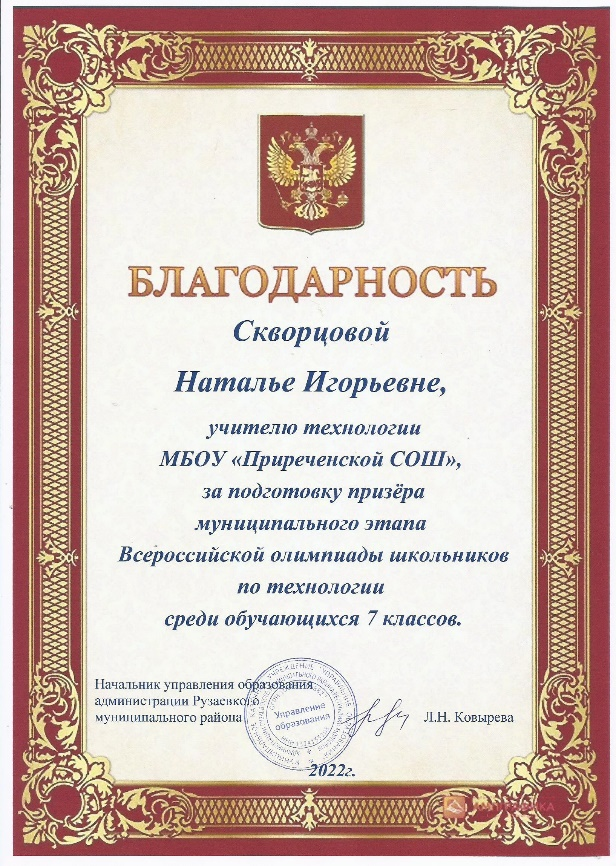 БЛАГОДАРНОСТЬ
Скворцовой
Наталье Игорьевне,
учителю технологии
МБОУ «Приреченской СОШ»,
за подготовку призёра
муниципального этапа
Всероссийской олимпиады школьников
по технологии
среди обучающихся 7 классов.
Начальник управления образования
администрации Рузаевского
муниципального района
Л.Н. Ковырева
Управление
образования
2022г.